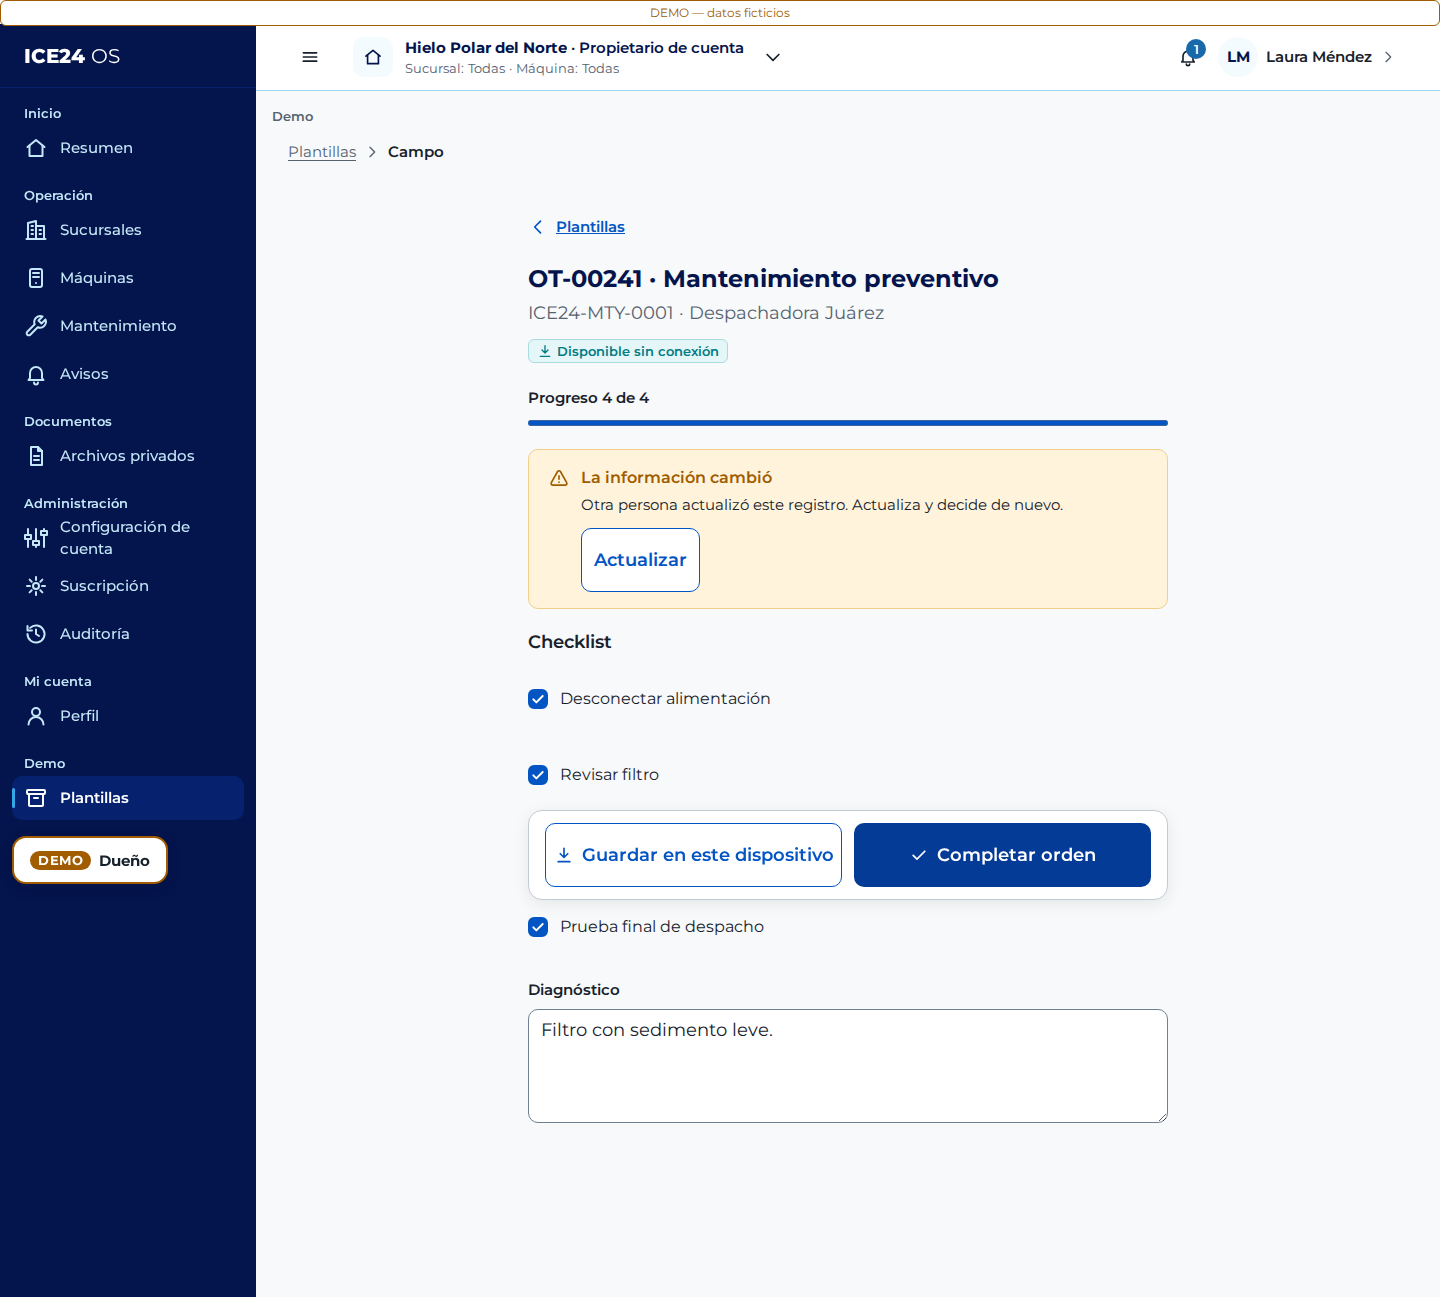 DEMO — datos ficticios
ICE24 OS
Inicio
Resumen
Operación
Sucursales
Máquinas
Mantenimiento
Avisos
Documentos
Archivos privados
Administración
Configuración de
cuenta
Suscripción
Auditoría
Mi cuenta
Perfil
Demo
Plantillas
DEMO Dueño
Hielo Polar del Norte · Propietario de cuenta
Sucursal: Todas · Máquina: Todas
1
LM Laura Méndez
Demo
Plantillas Campo
Plantillas
OT-00241 · Mantenimiento preventivo
ICE24-MTY-0001 · Despachadora Juárez
Disponible sin conexión
Progreso 4 de 4
La información cambió
Otra persona actualizó este registro. Actualiza y decide de nuevo.
Actualizar
Checklist
Desconectar alimentación
Revisar filtro
Guardar en este dispositivo
Completar orden
Prueba final de despacho
Diagnóstico
Filtro con sedimento leve.